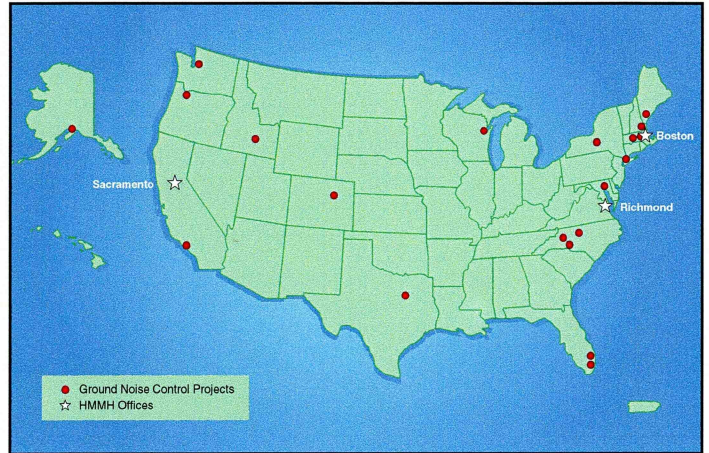 Boston
Sacramento
Richmond
Ground Noise Control Projects
HMMH Offices